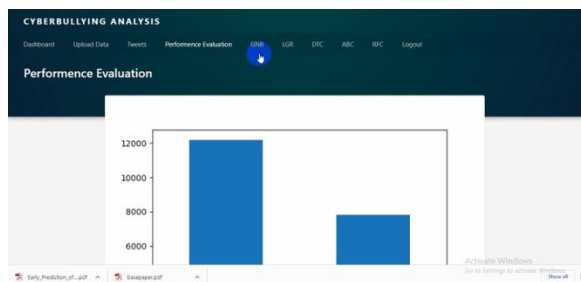 CYBERBULLYING ANALYSIS
Dashboard Upload Data Tweets Performence Evaluation GNB LGR DTC ABC RFC Logout
Performence Evaluation
12000
10000
8000
6000
Activate Windows
Go to Settings to activate Windows.
Early_Prediction_of....pdf basepaper.pdf Show all